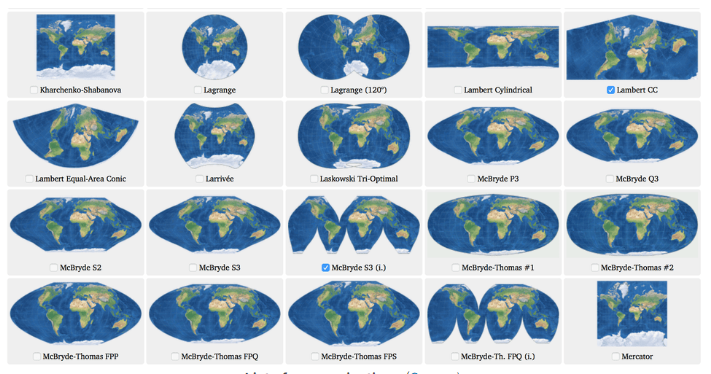 Kharchenko-Shabanova
Lagrange
Lagrange (120°)
Lambert Cylindrical
Lambert CC
Lambert Equal-Area Conic
Larrivée
Laskowski Tri-Optimal
McBryde P3
McBryde Q3
McBryde S2
McBryde S3
McBryde S3 (i.)
McBryde-Thomas #1
McBryde-Thomas #2
McBryde-Thomas FPP
McBryde-Thomas FPQ
McBryde-Thomas FPS
McBryde-Th. FPQ (i.)
Mercator